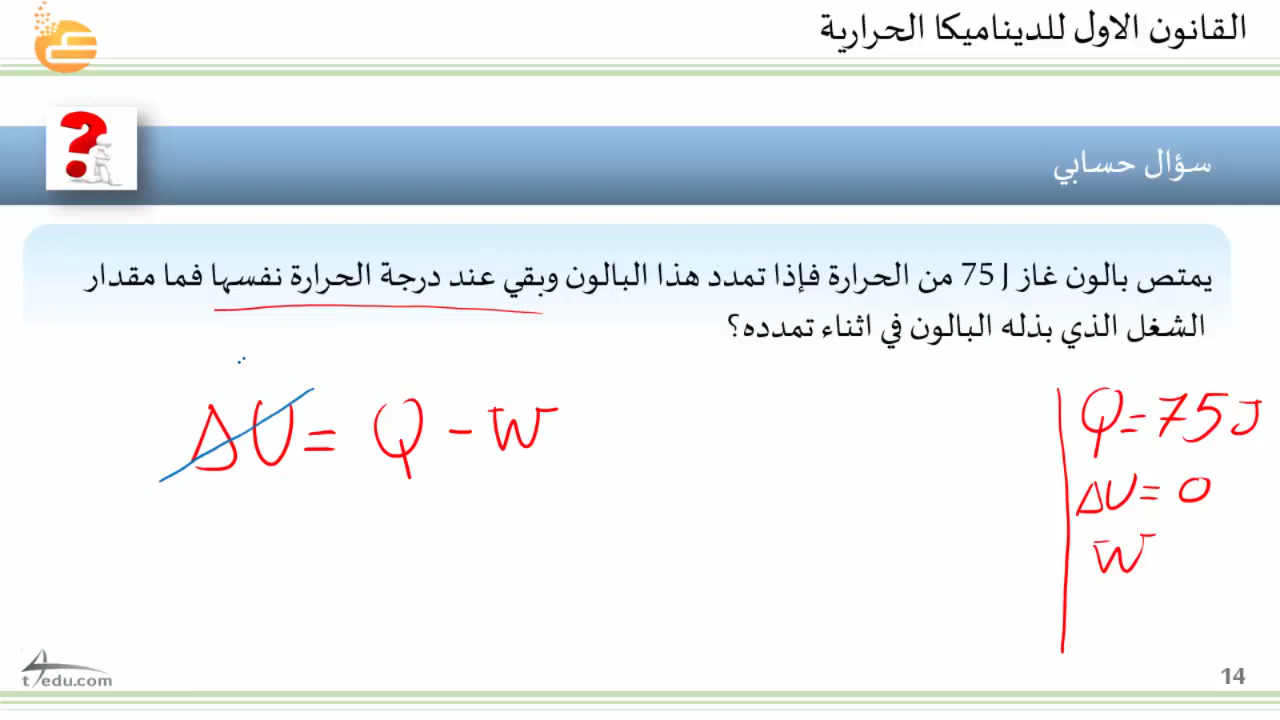 القانون الاول للديناميكا الحرارية
سؤال حسابي
يمتص بالون غاز 75 J من الحرارة فإذا تمدد هذا البالون وبقي عند درجة الحرارة نفسها فما مقدار
الشغل الذي بذله البالون في اثناء تمدده؟
ΔU = Q - W
Q = 75 J
ΔU = 0
W
t4edu.com
14